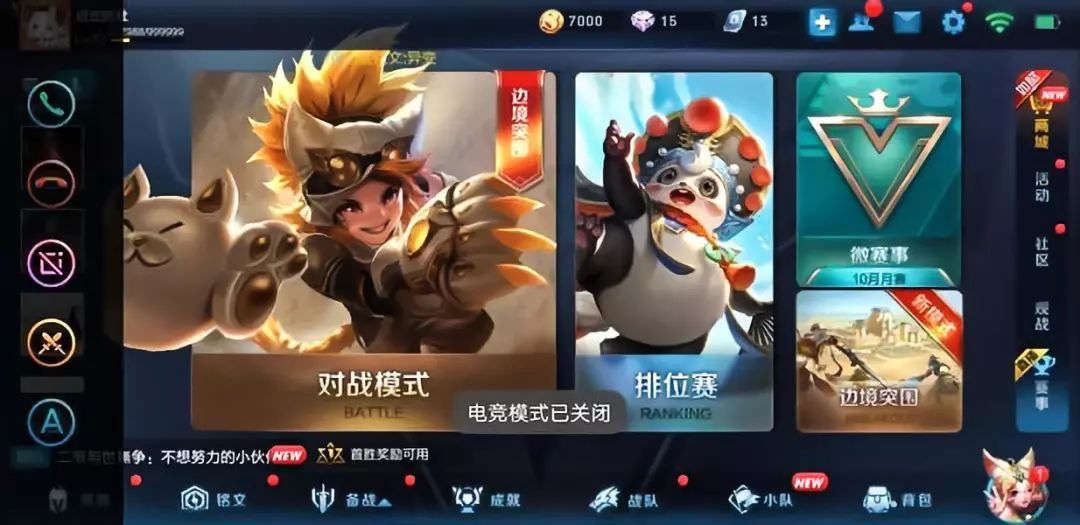 7000
15
13
边境突围
对战模式
BATTLE
排位赛
RANKING
微赛事
10月月赛
新模式
边境突围
NEW
商城
活动
社区
观战
赛事
电竞模式已关闭
不想努力的小伙
NEW
首胜奖励可用
铭文
备战
成就
战队
小队
NEW
背包
1
A